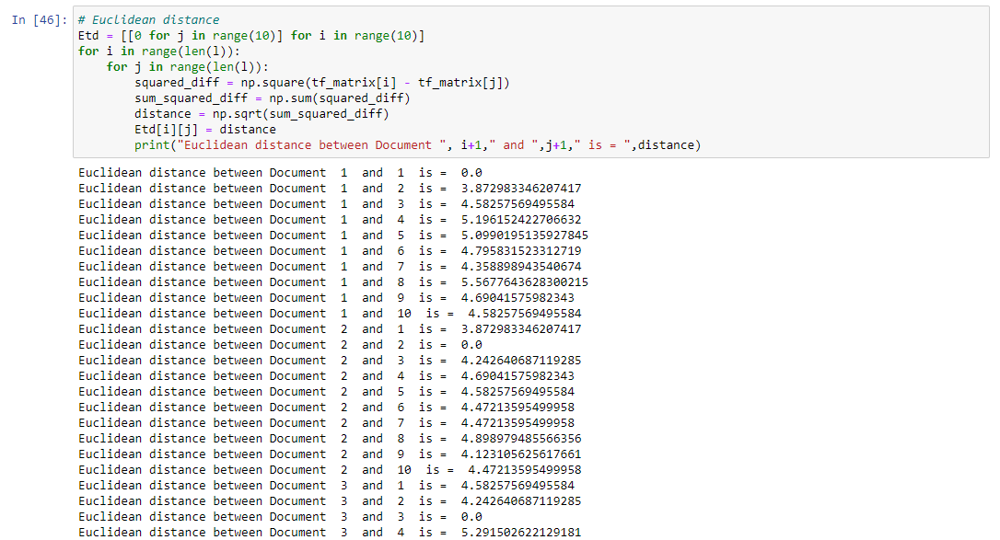 In [46]: # Euclidean distance
Etd = [[0 for j in range(10)] for i in range(10)]
for i in range(len(l)):
    for j in range(len(l)):
        squared_diff = np.square(tf_matrix[i] - tf_matrix[j])
        sum_squared_diff = np.sum(squared_diff)
        distance = np.sqrt(sum_squared_diff)
        Etd[i][j] = distance
        print("Euclidean distance between Document ", i+1," and ",j+1," is = ",distance)
Euclidean distance between Document  1  and  1  is =  0.0
Euclidean distance between Document  1  and  2  is =  3.872983346207417
Euclidean distance between Document  1  and  3  is =  4.58257569495584
Euclidean distance between Document  1  and  4  is =  5.196152422706632
Euclidean distance between Document  1  and  5  is =  5.0990195135927845
Euclidean distance between Document  1  and  6  is =  4.795831523312719
Euclidean distance between Document  1  and  7  is =  4.358898943540674
Euclidean distance between Document  1  and  8  is =  5.5677643628300215
Euclidean distance between Document  1  and  9  is =  4.69041575982343
Euclidean distance between Document  1  and  10  is =  4.58257569495584
Euclidean distance between Document  2  and  1  is =  3.872983346207417
Euclidean distance between Document  2  and  2  is =  0.0
Euclidean distance between Document  2  and  3  is =  4.242640687119285
Euclidean distance between Document  2  and  4  is =  4.69041575982343
Euclidean distance between Document  2  and  5  is =  4.58257569495584
Euclidean distance between Document  2  and  6  is =  4.47213595499958
Euclidean distance between Document  2  and  7  is =  4.47213595499958
Euclidean distance between Document  2  and  8  is =  4.898979485566356
Euclidean distance between Document  2  and  9  is =  4.123105625617661
Euclidean distance between Document  2  and  10  is =  4.47213595499958
Euclidean distance between Document  3  and  1  is =  4.58257569495584
Euclidean distance between Document  3  and  2  is =  4.242640687119285
Euclidean distance between Document  3  and  3  is =  0.0
Euclidean distance between Document  3  and  4  is =  5.291502622129181